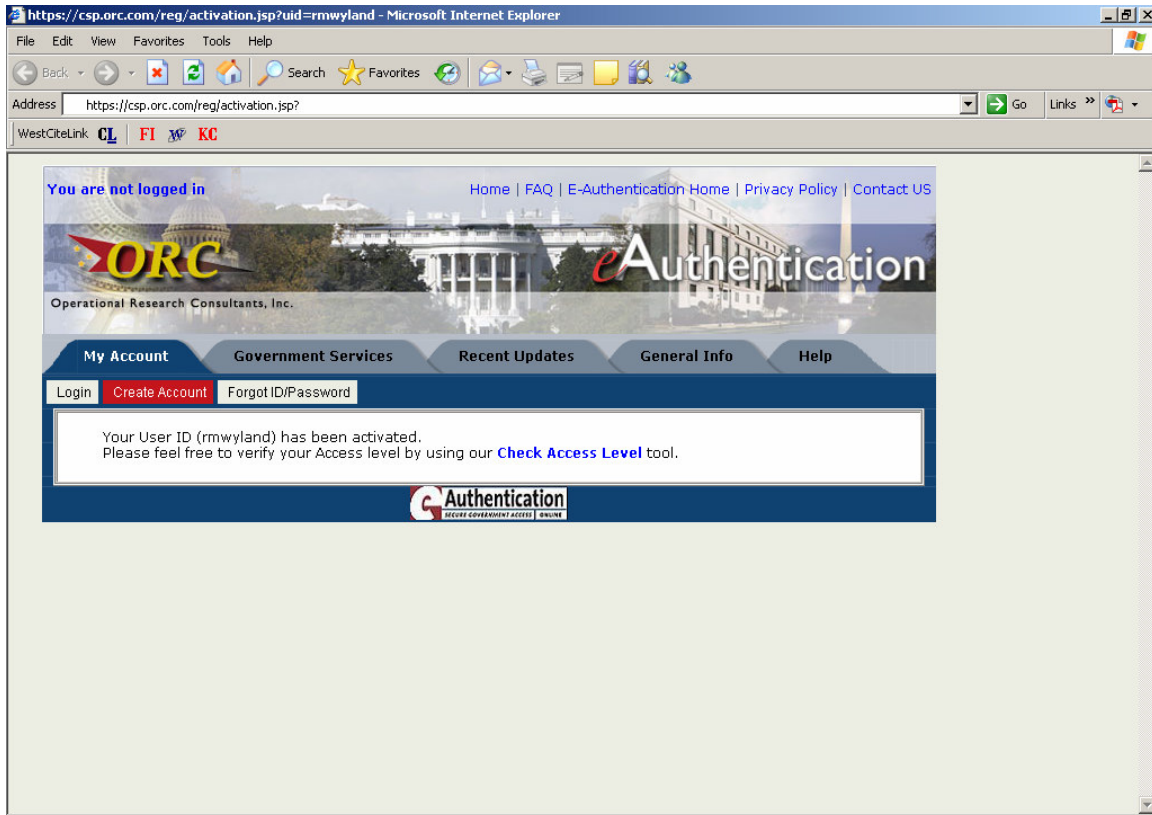 https://csp.orc.com/reg/activation.jsp?uid=rmwyland - Microsoft Internet Explorer
File Edit View Favorites Tools Help
Back Search Favorites
Address https://csp.orc.com/reg/activation.jsp? Go Links »
WestCiteLink CL FI KC
You are not logged in Home | FAQ | E-Authentication Home | Privacy Policy | Contact US
ORC eAuthentication
Operational Research Consultants, Inc.
My Account Government Services Recent Updates General Info Help
Login Create Account Forgot ID/Password
Your User ID (rmwyland) has been activated.
Please feel free to verify your Access level by using our Check Access Level tool.
Authentication
SECURE GOVERNMENT ACCESS ONLINE